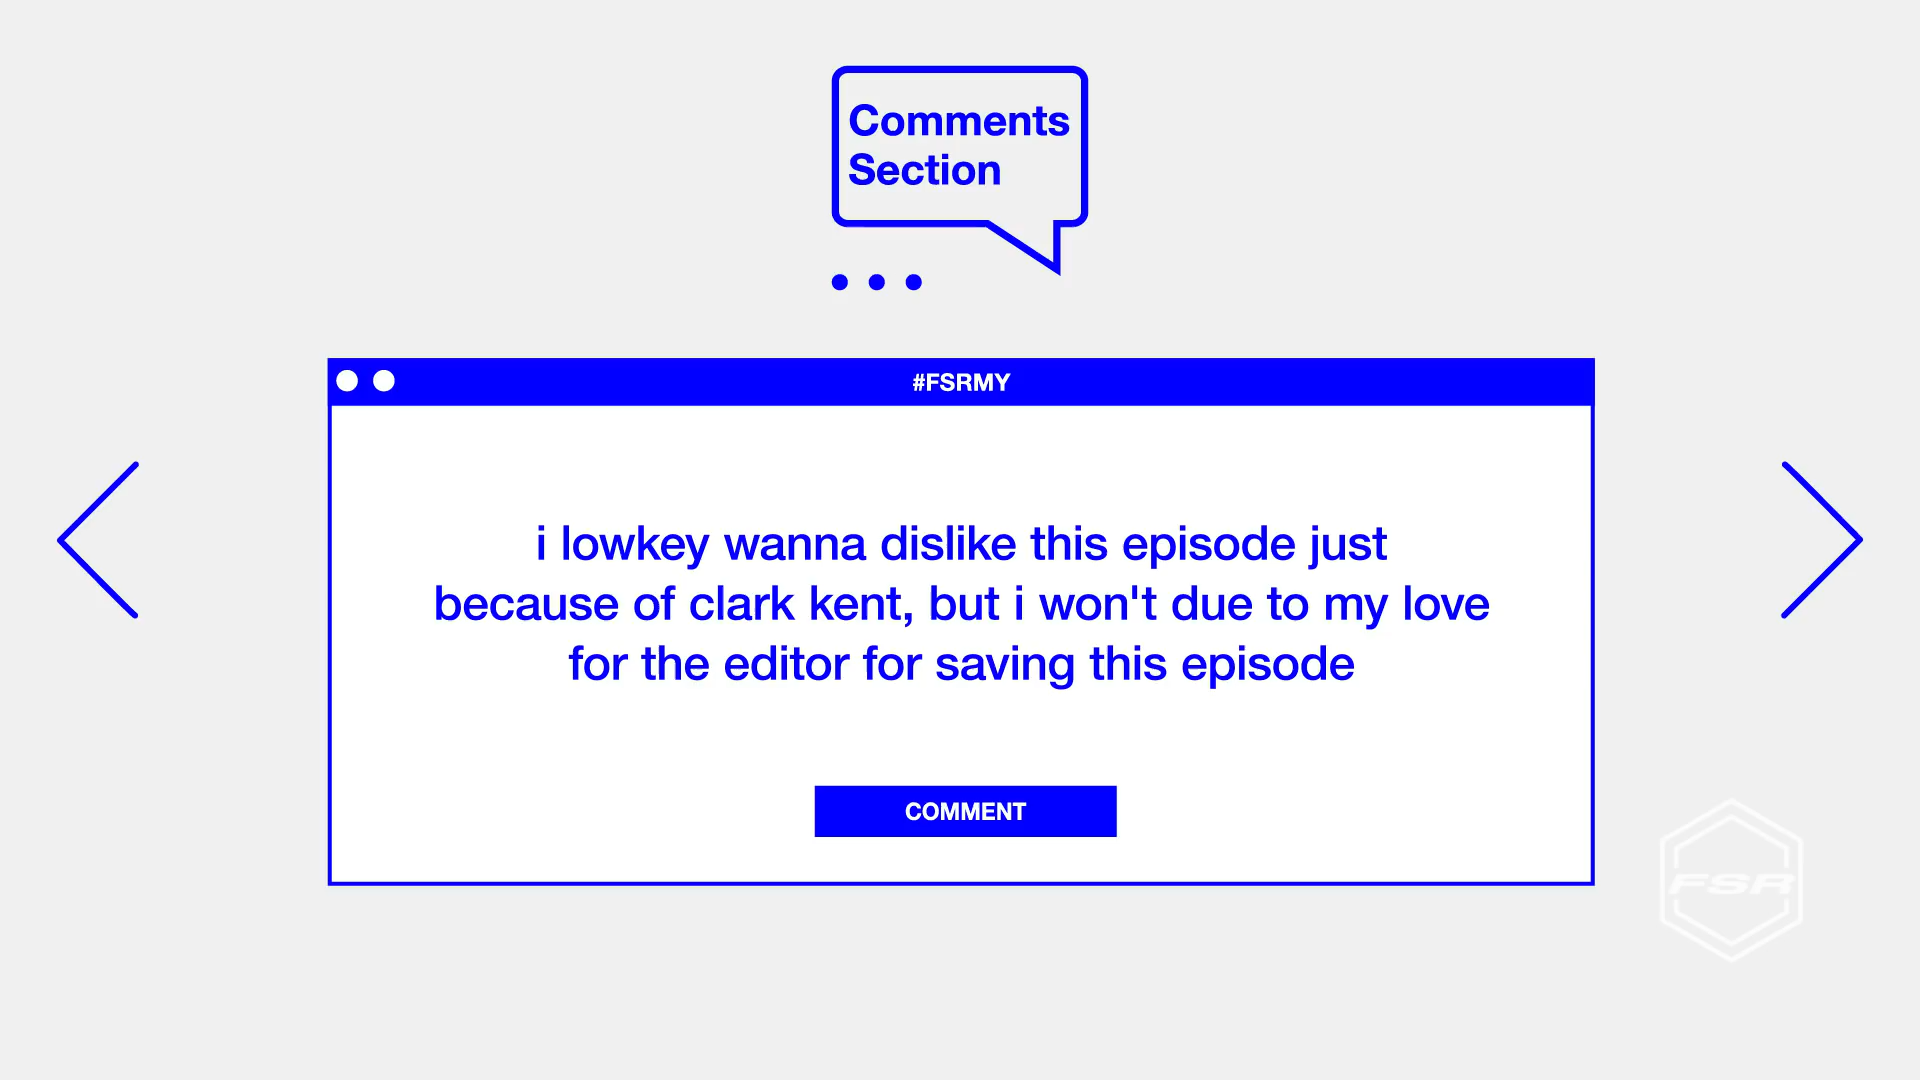 Comments
Section
#FSRMY
i lowkey wanna dislike this episode just
because of clark kent, but i won't due to my love
for the editor for saving this episode
COMMENT
FSR